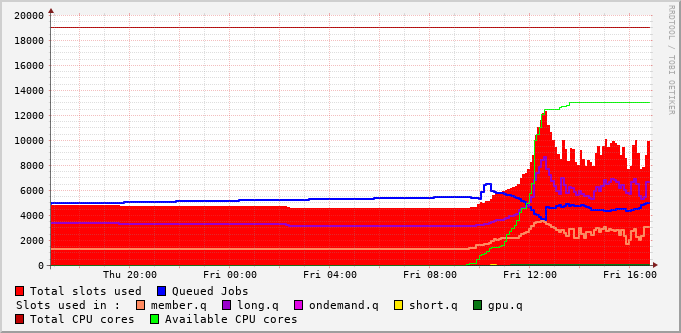 20000
18000
16000
14000
12000
10000
8000
6000
4000
2000
0
Thu 20:00 Fri 00:00 Fri 04:00 Fri 08:00 Fri 12:00 Fri 16:00
Total slots used Queued Jobs
Slots used in : member.q long.q ondemand.q short.q gpu.q
Total CPU cores Available CPU cores
RRDTOOL / TOBI OETIKER